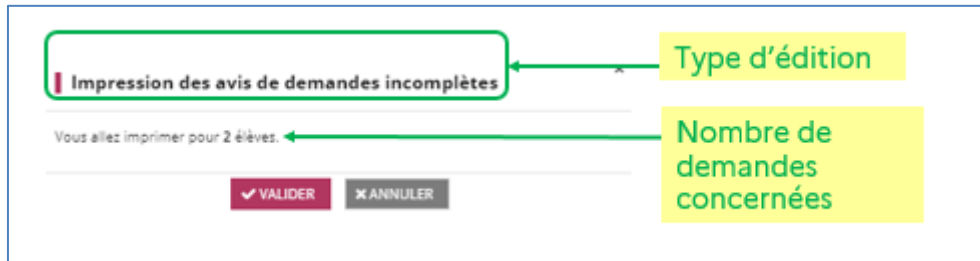 Type d'édition
Impression des avis de demandes incomplètes
Vous allez imprimer pour 2 élèves.
Nombre de
demandes
concernées
VALIDER
ANNULER